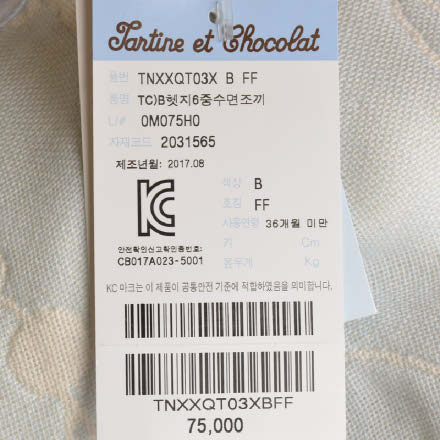 Tartine et Chocolat
품번 TNXXQT03X B FF
품명 TC)B헷지6중수면조끼
L/# 0M075H0
자재코드 2031565
제조년월: 2017.08
색상 B
호칭 FF
사용연령 36개월 미만
키 Cm
몸무게 Kg
안전확인신고확인증번호:
CB017A023-5001
KC 마크는 이 제품이 공통안전 기준에 적합하였음을 의미합니다.
TNXXQT03XBFF
75,000